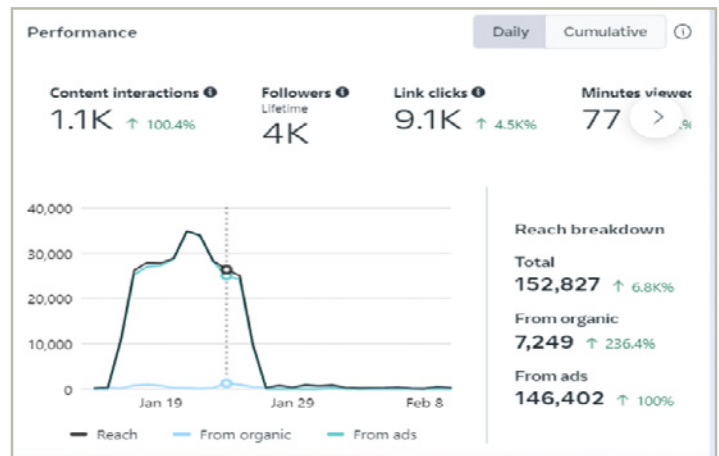 Performance
Daily Cumulative
Content interactions Followers Link clicks Minutes viewed
Lifetime
1.1K ↑ 100.4% 4K 9.1K ↑ 4.5K% 77 >
40,000
30,000
20,000
10,000
0
Jan 19 Jan 29 Feb 8
Reach From organic From ads
Reach breakdown
Total
152,827 ↑ 6.8K%
From organic
7,249 ↑ 236.4%
From ads
146,402 ↑ 100%